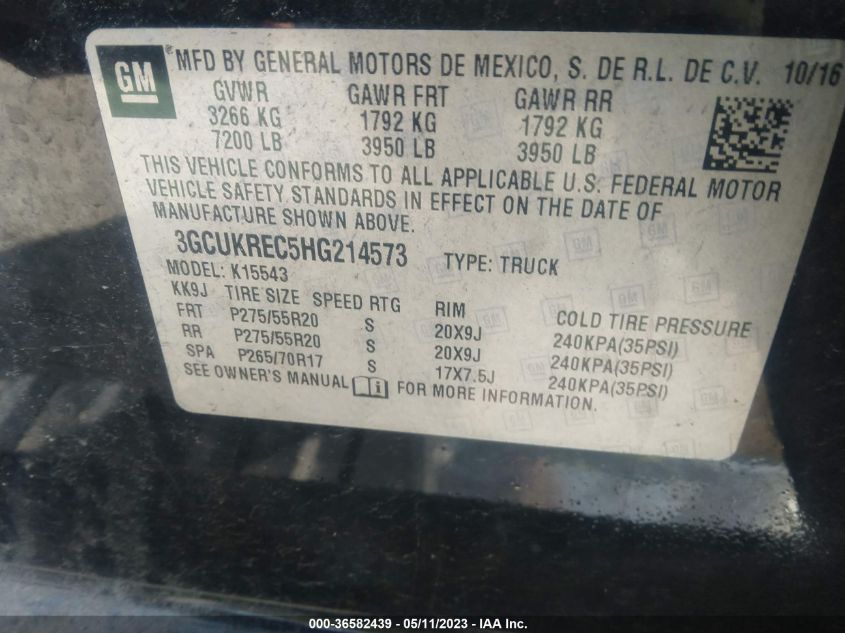 GM ® MFD BY GENERAL MOTORS DE MEXICO, S. DE R.L. DE C.V. 10/16
GVWR GAWR FRT GAWR RR
3266 KG 1792 KG 1792 KG
7200 LB 3950 LB 3950 LB
THIS VEHICLE CONFORMS TO ALL APPLICABLE U.S. FEDERAL MOTOR
VEHICLE SAFETY STANDARDS IN EFFECT ON THE DATE OF
MANUFACTURE SHOWN ABOVE.
3GCUKREC5HG214573 TYPE: TRUCK
MODEL: K15543
KK9J TIRE SIZE SPEED RTG RIM COLD TIRE PRESSURE
FRT P275/55R20 S 20X9J 240KPA(35PSI)
RR P275/55R20 S 20X9J 240KPA(35PSI)
SPA P265/70R17 S 17X7.5J 240KPA(35PSI)
SEE OWNER'S MANUAL i FOR MORE INFORMATION.
000-36582439 - 05/11/2023 - IAA Inc.